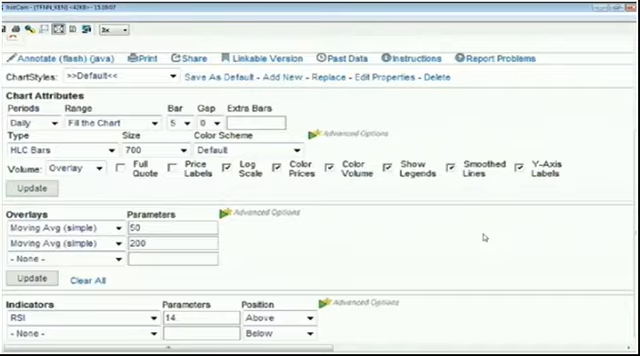 3x
Annotate (flash) (java) Print Share Linkable Version Past Data Instructions Report Problems
ChartStyles: >>Default<< Save As Default - Add New - Replace - Edit Properties - Delete
Chart Attributes
Periods Range Bar Gap Extra Bars
Daily Fill the Chart 5 0
Type Size Color Scheme Advanced Options
HLC Bars 700 Default
Volume: Overlay Full Quote Price Labels Log Scale Color Prices Color Volume Show Legends Smoothed Lines Y-Axis Labels
Update
Overlays Parameters Advanced Options
Moving Avg (simple) 50
Moving Avg (simple) 200
- None -
Update Clear All
Indicators Parameters Position Advanced Options
RSI 14 Above
- None - Below